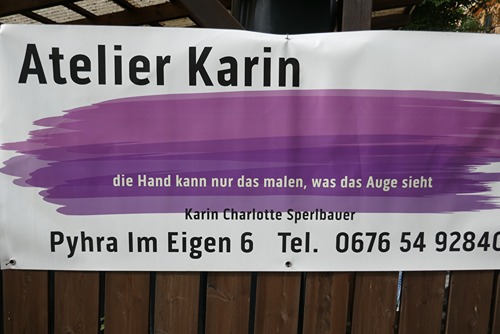 Atelier Karin
die Hand kann nur das malen, was das Auge sieht
Karin Charlotte Sperlbauer
Pyhra Im Eigen 6 Tel. 0676 54 92840